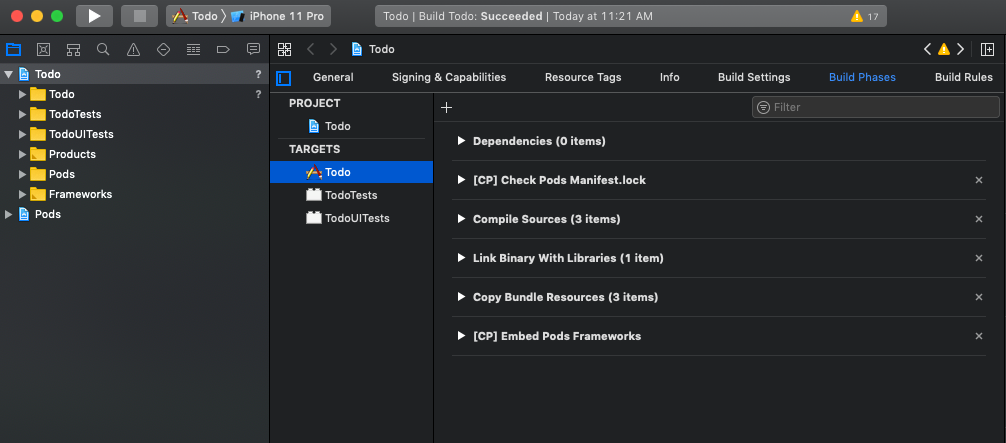 Todo 〉 iPhone 11 Pro
Todo | Build Todo: Succeeded | Today at 11:21 AM
17
Todo ?
Todo ?
TodoTests
TodoUITests
Products
Pods
Frameworks
Pods
Todo
General
Signing & Capabilities
Resource Tags
Info
Build Settings
Build Phases
Build Rules
PROJECT
Todo
TARGETS
Todo
TodoTests
TodoUITests
Filter
Dependencies (0 items)
[CP] Check Pods Manifest.lock
Compile Sources (3 items)
Link Binary With Libraries (1 item)
Copy Bundle Resources (3 items)
[CP] Embed Pods Frameworks